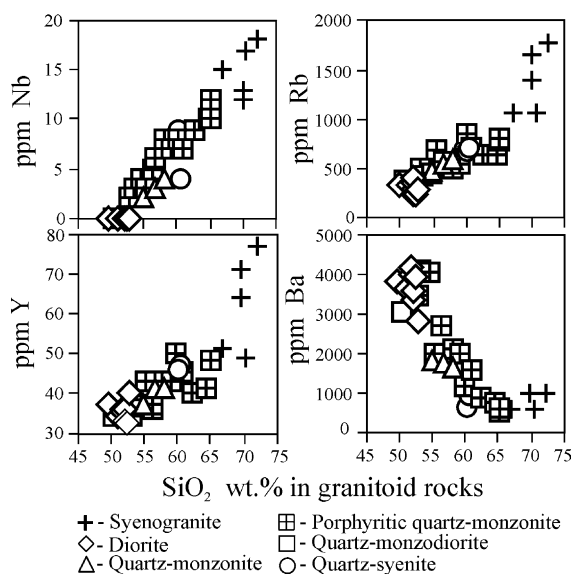 20
15
10
5
0
ppm Nb
2000
1500
1000
500
0
ppm Rb
80
70
60
50
40
30
ppm Y
45 50 55 60 65 70 75
5000
4000
3000
2000
1000
0
ppm Ba
45 50 55 60 65 70 75
SiO₂ wt.% in granitoid rocks
- Syenogranite
- Porphyritic quartz-monzonite
- Diorite
- Quartz-monzodiorite
- Quartz-monzonite
- Quartz-syenite